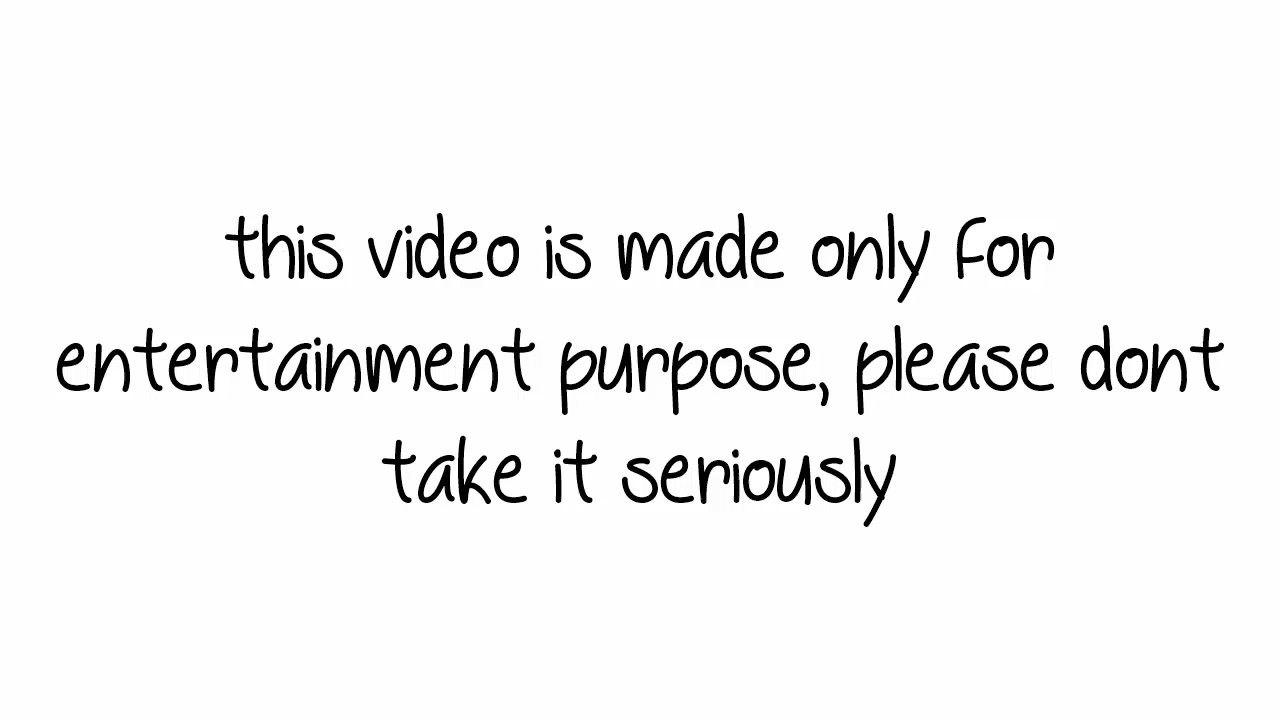 this video is made only for
entertainment purpose, please dont
take it seriously